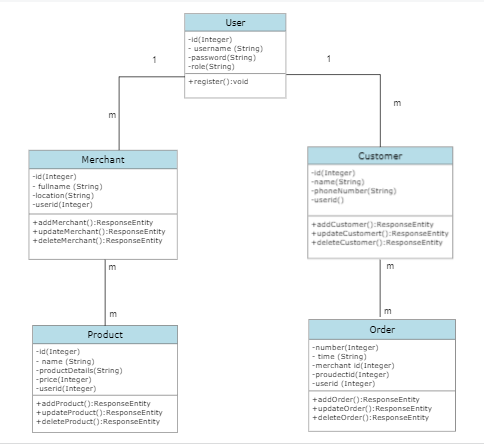 User
-id(Integer)
- username (String)
-password(String)
-role(String)
+register():void
1
1
m
m
Merchant
-id(Integer)
- fullname (String)
-location(String)
-userid(Integer)
+addMerchant():ResponseEntity
+updateMerchant():ResponseEntity
+deleteMerchant():ResponseEntity
Customer
-id(Integer)
-name(String)
-phoneNumber(String)
-userid()
+addCustomer():ResponseEntity
+updateCustomert():ResponseEntity
+deleteCustomer():ResponseEntity
m
m
m
m
Product
-id(Integer)
- name (String)
-productDetails(String)
-price(Integer)
-userid(Integer)
+addProduct():ResponseEntity
+updateProduct():ResponseEntity
+deleteProduct():ResponseEntity
Order
-number(Integer)
- time (String)
-merchant id(Integer)
-proudectid(Integer)
-userid (Integer)
+addOrder():ResponseEntity
+updateOrder():ResponseEntity
+deleteOrder():ResponseEntity